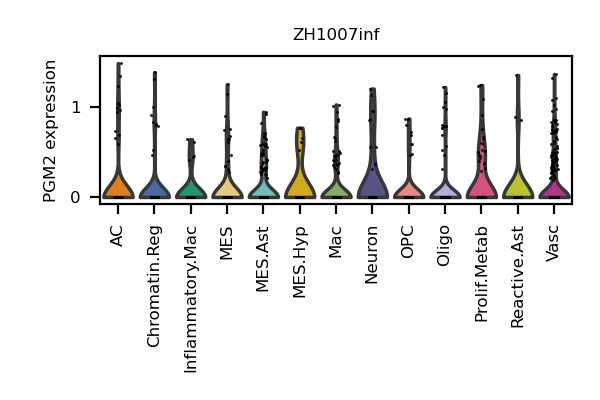 ZH1007inf
PGM2 expression
1
0
AC
Chromatin.Reg
Inflammatory.Mac
MES
MES.Ast
MES.Hyp
Mac
Neuron
OPC
Oligo
Prolif.Metab
Reactive.Ast
Vasc